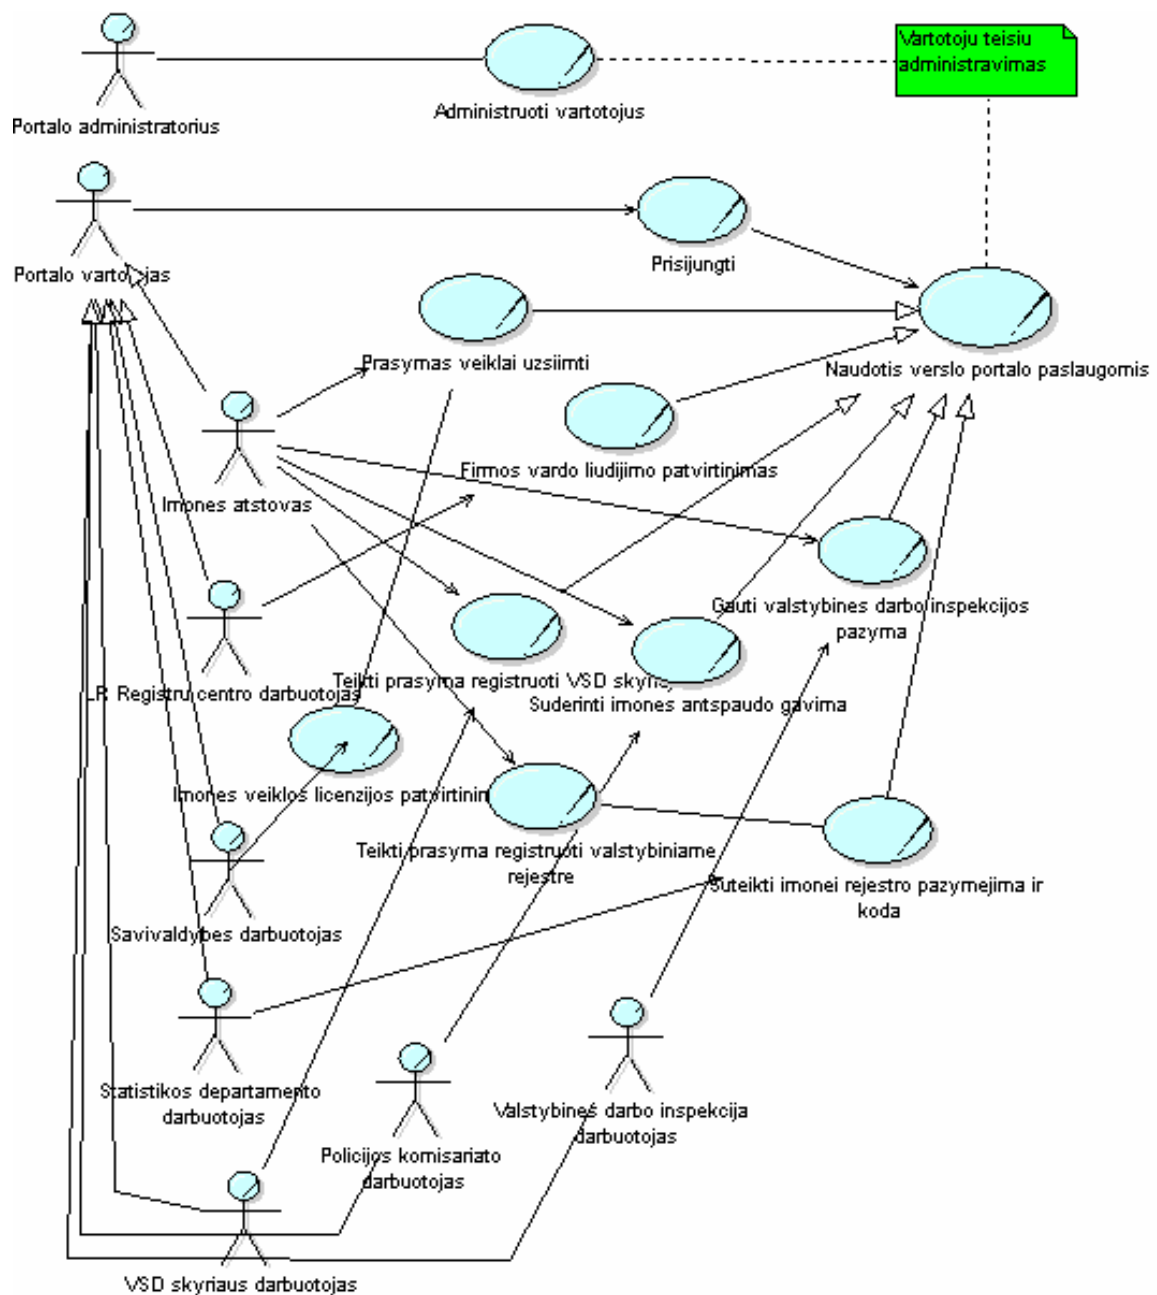 Vartotoju teisiu
administravimas
Administruoti vartotojus
Portalo administratorius
Prisijungti
Portalo vartotojas
Prasymas veiklai uzsiimti
Naudotis verslo portalo paslaugomis
Firmos vardo liudijimo patvirtinimas
Imones atstovas
Gauti valstybines darbo inspekcijos
pazyma
LR Registru centro darbuotojas
Teikti prasyma registruoti VSD skyriuj
Suderinti imones antspaudo gavima
Imones veiklos licenzijos patvirtinim
Teikti prasyma registruoti valstybiniame
rejestre
Suteikti imonei rejestro pazymejima ir
koda
Savivaldybes darbuotojas
Statistikos departamento
darbuotojas
Valstybines darbo inspekcija
darbuotojas
Policijos komisariato
darbuotojas
VSD skyriaus darbuotojas